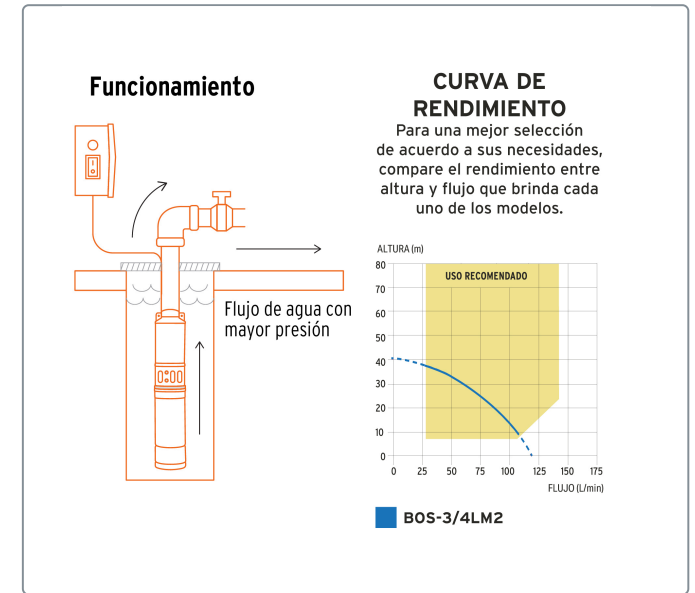 Funcionamiento
Flujo de agua con
mayor presión
CURVA DE
RENDIMIENTO
Para una mejor selección
de acuerdo a sus necesidades,
compare el rendimiento entre
altura y flujo que brinda cada
uno de los modelos.
ALTURA (m)
USO RECOMENDADO
80
70
60
50
40
30
20
10
0
0 25 50 75 100 125 150 175
FLUJO (L/min)
BOS-3/4LM2